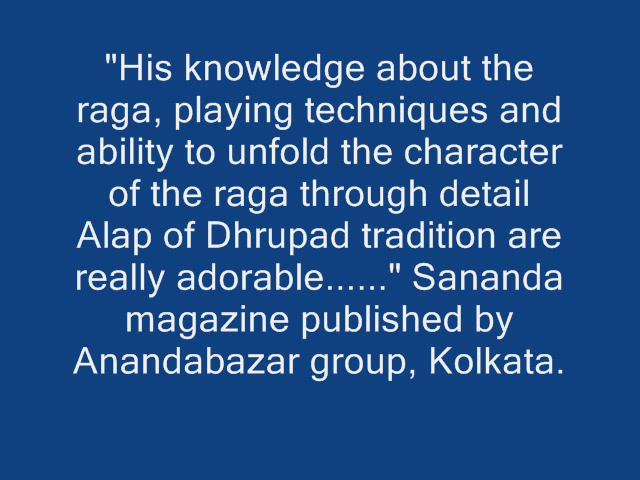 "His knowledge about the
raga, playing techniques and
ability to unfold the character
of the raga through detail
Alap of Dhrupad tradition are
really adorable......" Sananda
magazine published by
Anandabazar group, Kolkata.